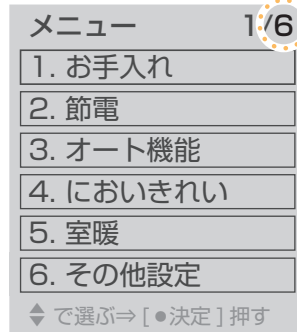 メニュー 1/6
1. お手入れ
2. 節電
3. オート機能
4. においきれい
5. 室暖
6. その他設定
♦ で選ぶ⇒ [ ●決定 ] 押す